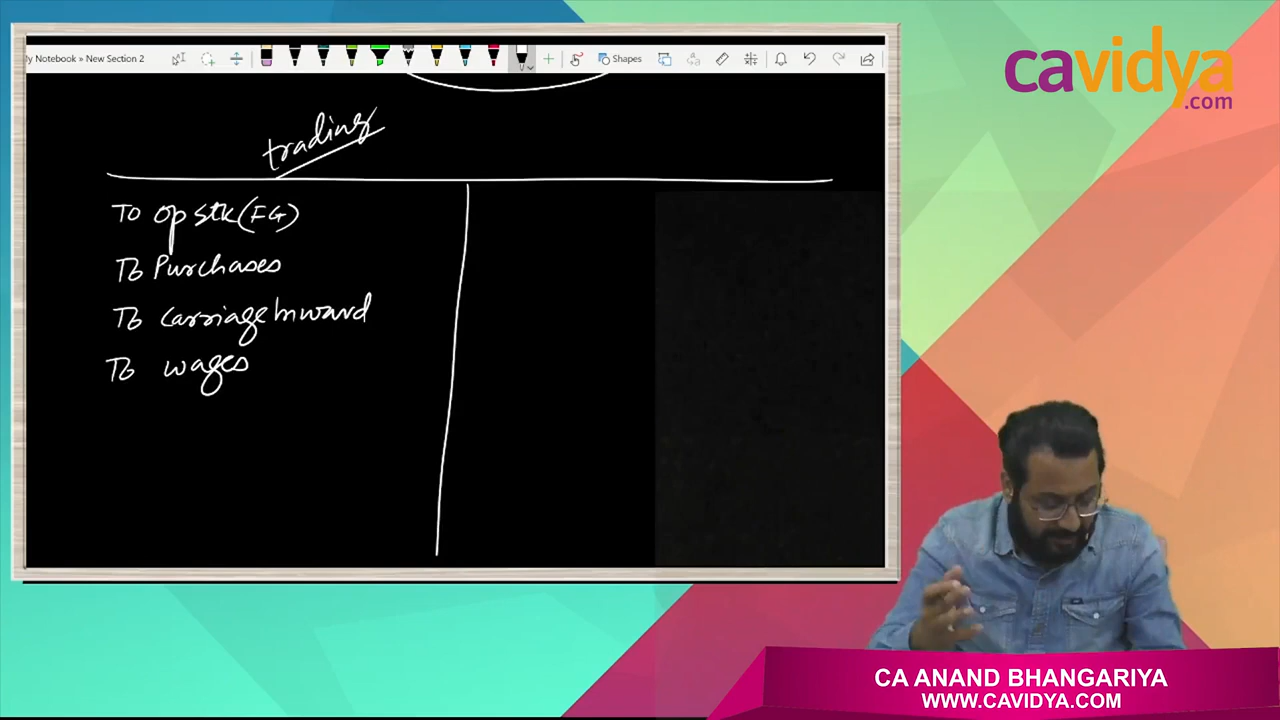 ly Notebook » New Section 2
Shapes
cavidya
.com
trading
To op stk (FG)
To Purchases
To carriage Inward
To wages
CA ANAND BHANGARIYA
WWW.CAVIDYA.COM